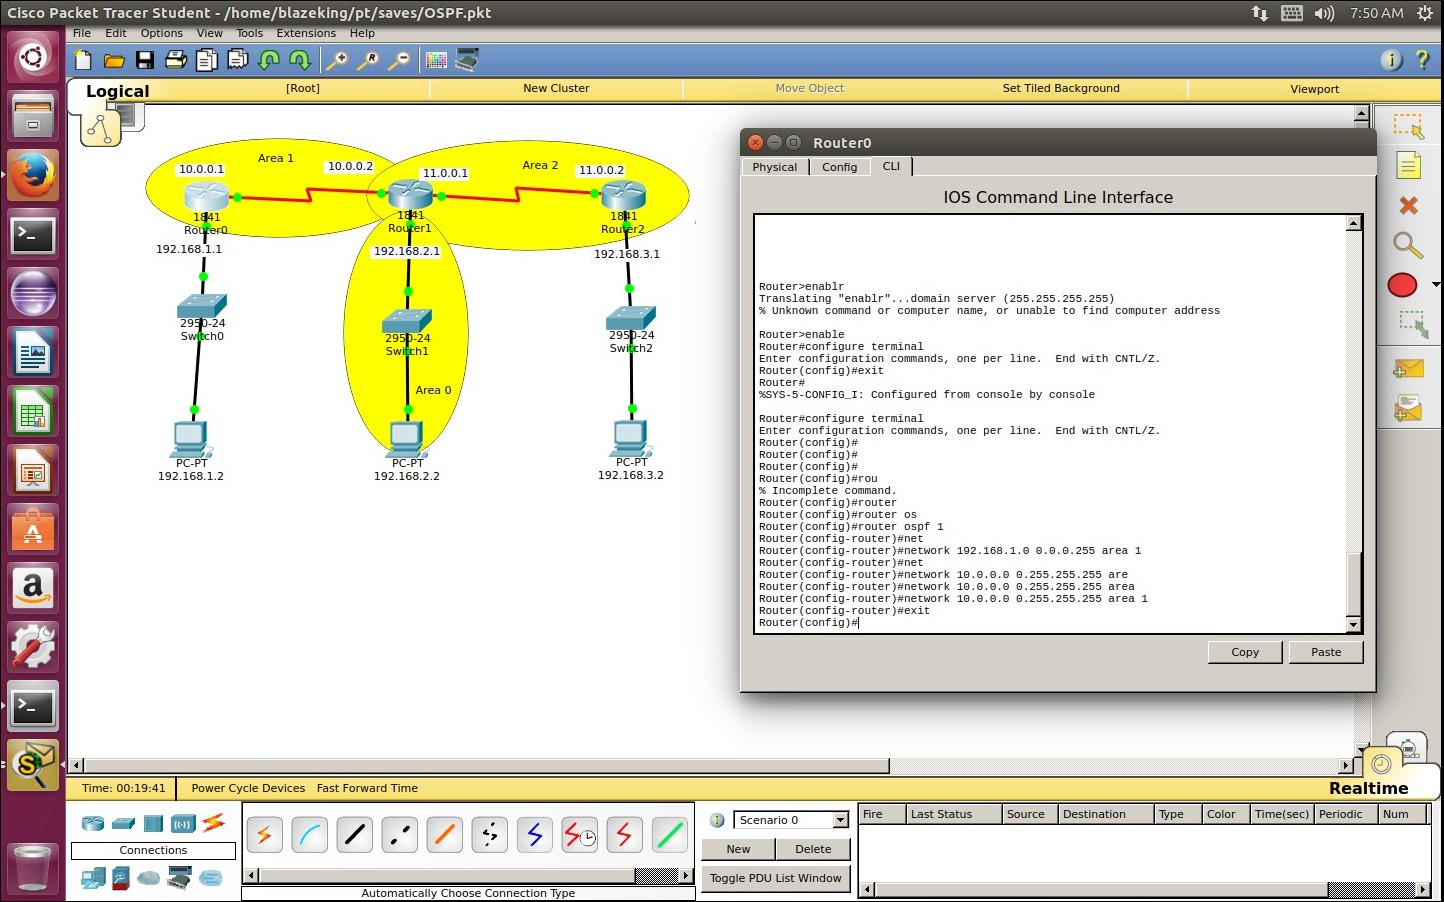 Cisco Packet Tracer Student - /home/blazeking/pt/saves/OSPF.pkt
7:50 AM
File Edit Options View Tools Extensions Help
Logical
[Root]
New Cluster
Move Object
Set Tiled Background
Viewport
Area 1
10.0.0.1
10.0.0.2
1841
Router0
192.168.1.1
2950-24
Switch0
PC-PT
192.168.1.2
11.0.0.1
1841
Router1
192.168.2.1
2950-24
Switch1
Area 0
PC-PT
192.168.2.2
Area 2
11.0.0.2
1841
Router2
192.168.3.1
2950-24
Switch2
PC-PT
192.168.3.2
Router0
Physical Config CLI
IOS Command Line Interface
Router>enablr
Translating "enablr"...domain server (255.255.255.255)
% Unknown command or computer name, or unable to find computer address
Router>enable
Router#configure terminal
Enter configuration commands, one per line.  End with CNTL/Z.
Router(config)#exit
Router#
%SYS-5-CONFIG_I: Configured from console by console
Router#configure terminal
Enter configuration commands, one per line.  End with CNTL/Z.
Router(config)#
Router(config)#
Router(config)#
Router(config)#rou
% Incomplete command.
Router(config)#router
Router(config)#router os
Router(config)#router ospf 1
Router(config-router)#net
Router(config-router)#network 192.168.1.0 0.0.0.255 area 1
Router(config-router)#net
Router(config-router)#network 10.0.0.0 0.255.255.255 are
Router(config-router)#network 10.0.0.0 0.255.255.255 area
Router(config-router)#network 10.0.0.0 0.255.255.255 area 1
Router(config-router)#exit
Router(config)#
Copy Paste
Time: 00:19:41 Power Cycle Devices Fast Forward Time
Realtime
Connections
Automatically Choose Connection Type
Scenario 0
New Delete
Toggle PDU List Window
Fire Last Status Source Destination Type Color Time(sec) Periodic Num